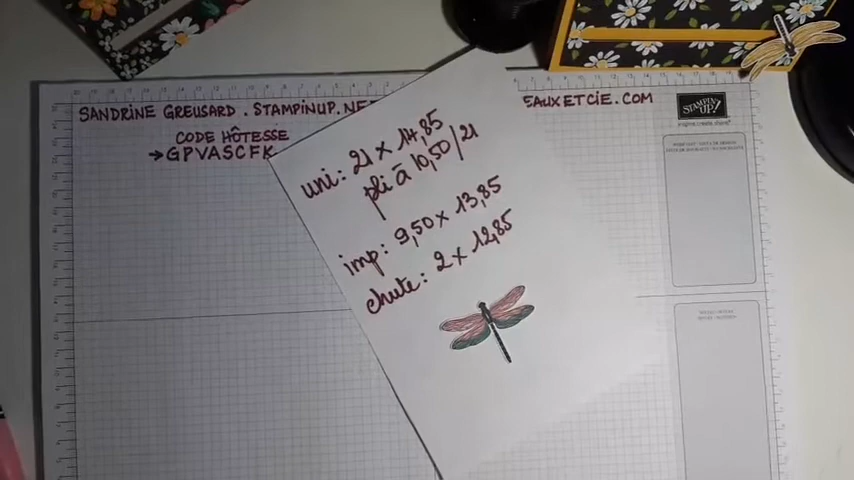 SANDRINE GREUSARD. STAMPINUP.NE
EAUXETCIE.COM
CODE HÔTESSE
→ GPVASCFK
STAMPIN' UP!
uni: 21 x 14,85
pli à 10,50/21
imp: 9,50 x 13,85
chute: 2 x 12,85